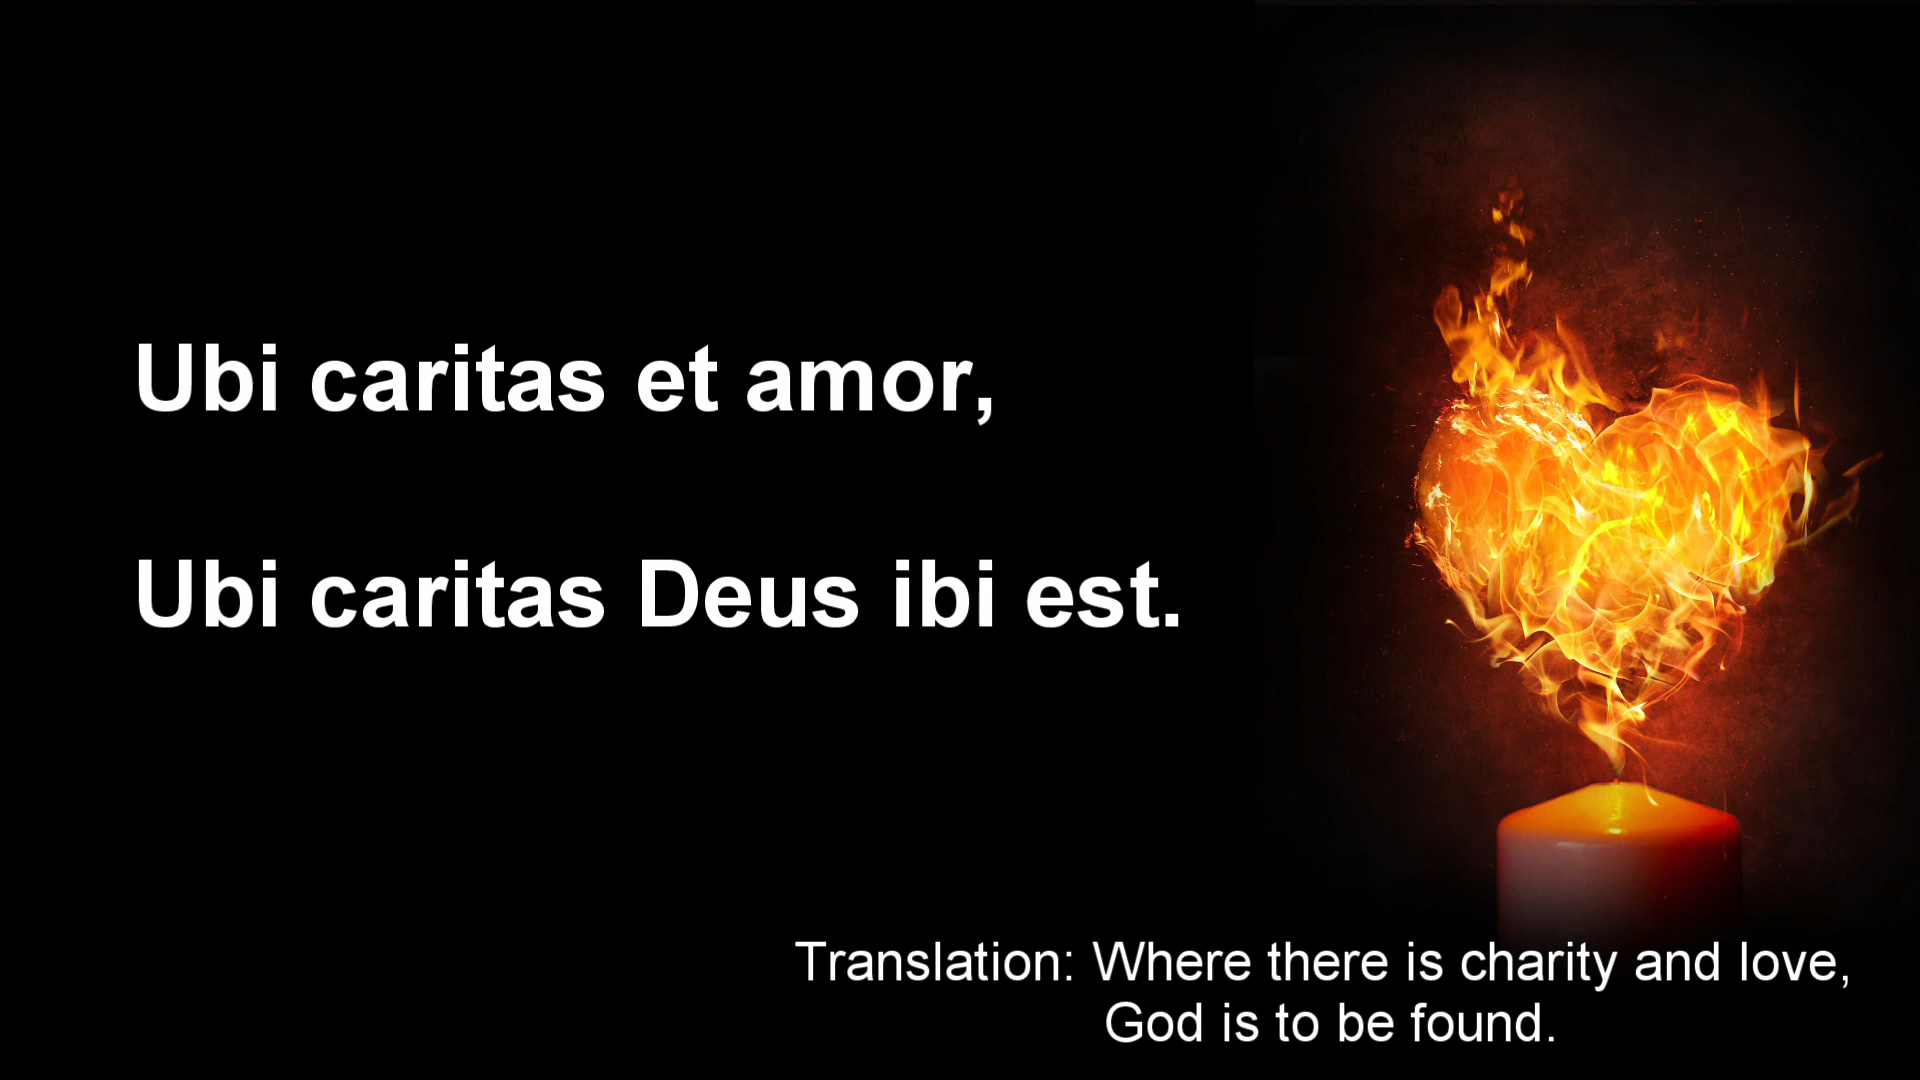 Ubi caritas et amor,
Ubi caritas Deus ibi est.
Translation: Where there is charity and love,
God is to be found.